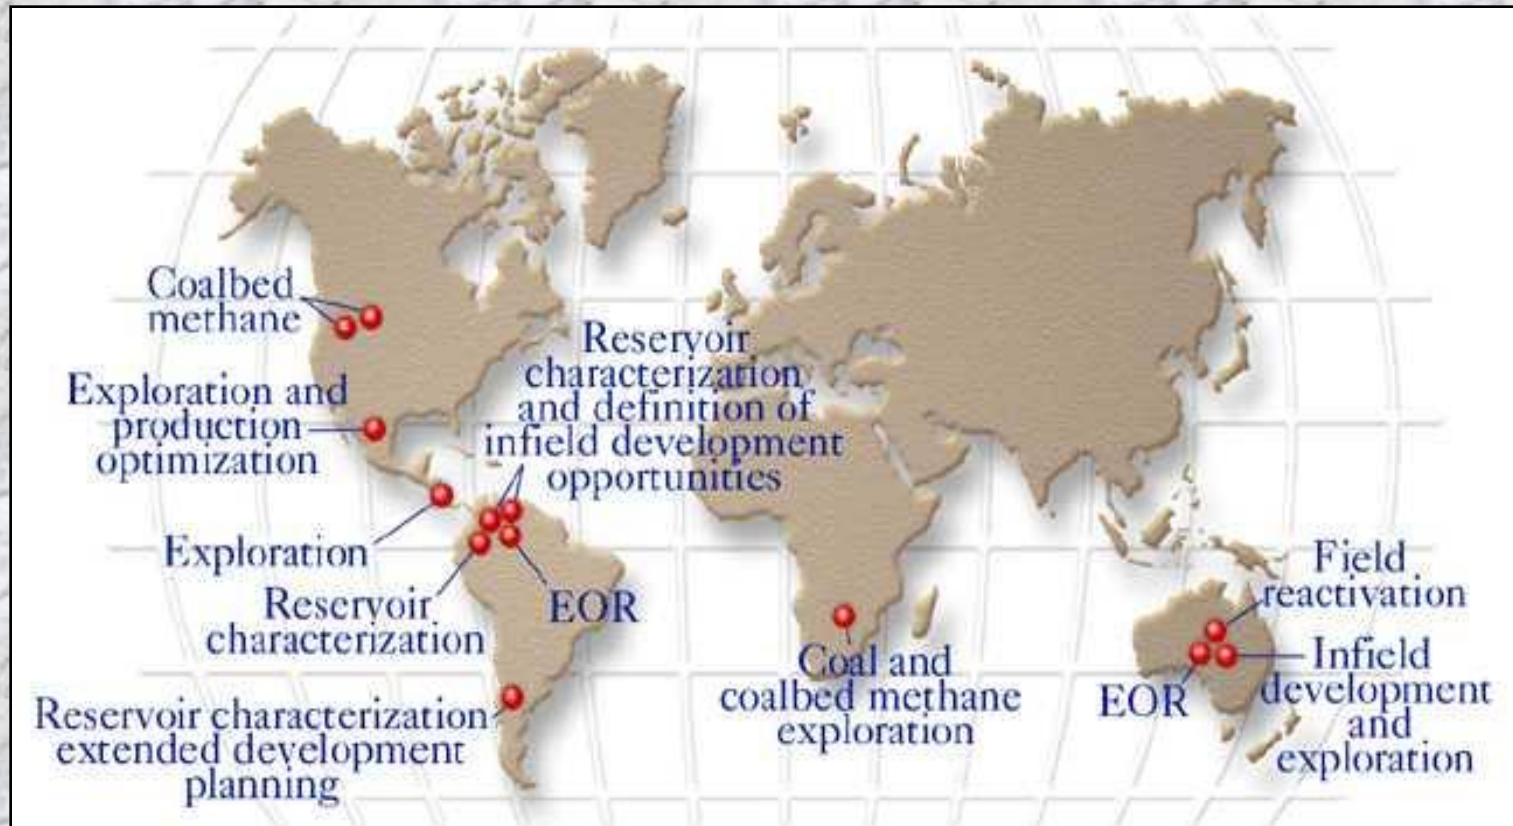 Coalbed
methane
Exploration and
production
optimization
Exploration
Reservoir
characterization
and definition of
infield development
opportunities
Reservoir
characterization
EOR
Reservoir characterization
extended development
planning
Coal and
coalbed methane
exploration
Field
reactivation
EOR
Infield
development
and
exploration